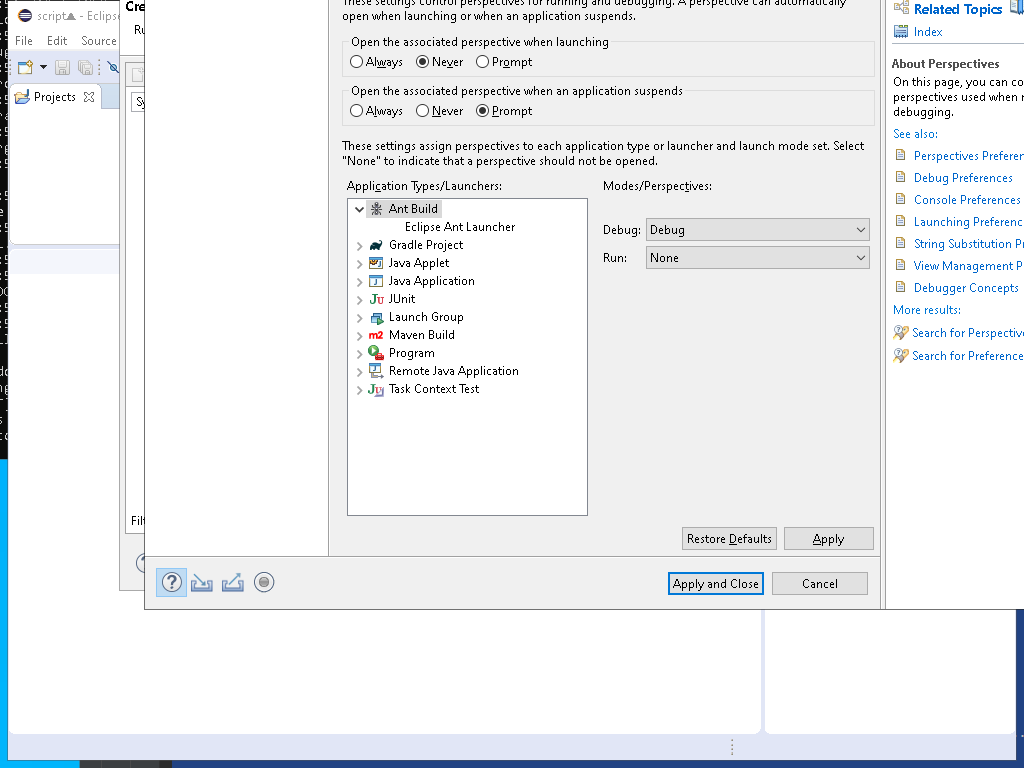 script - Eclipse
Cre
File Edit Source
Ru
Projects
Sy
Filt
These settings control perspectives for running and debugging. A perspective can automatically
open when launching or when an application suspends.
Open the associated perspective when launching
Always Never Prompt
Open the associated perspective when an application suspends
Always Never Prompt
These settings assign perspectives to each application type or launcher and launch mode set. Select
"None" to indicate that a perspective should not be opened.
Application Types/Launchers:
Modes/Perspectives:
Ant Build
Eclipse Ant Launcher
Gradle Project
Java Applet
Java Application
JUnit
Launch Group
Maven Build
Program
Remote Java Application
Task Context Test
Debug: Debug
Run: None
Restore Defaults Apply
Apply and Close Cancel
Related Topics
Index
About Perspectives
On this page, you can co
perspectives used when r
debugging.
See also:
Perspectives Preferen
Debug Preferences
Console Preferences
Launching Preferenc
String Substitution Pr
View Management P
Debugger Concepts
More results:
Search for Perspective
Search for Preference